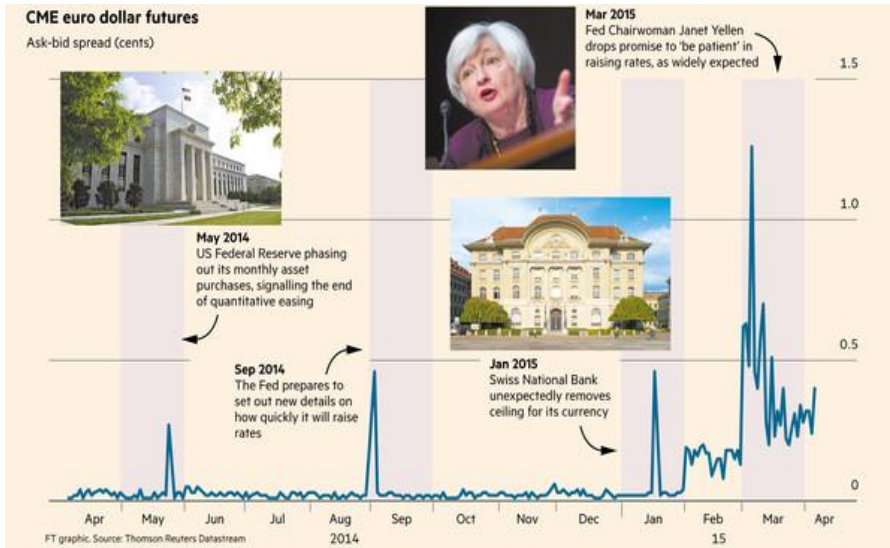 CME euro dollar futures
Ask-bid spread (cents)
Mar 2015
Fed Chairwoman Janet Yellen
drops promise to 'be patient' in
raising rates, as widely expected
1.5
1.0
May 2014
US Federal Reserve phasing
out its monthly asset
purchases, signalling the end
of quantitative easing
0.5
Sep 2014
The Fed prepares to
set out new details on
how quickly it will raise
rates
Jan 2015
Swiss National Bank
unexpectedly removes
ceiling for its currency
0
Apr May Jun Jul Aug Sep Oct Nov Dec Jan Feb Mar Apr
2014 15
FT graphic. Source: Thomson Reuters Datastream